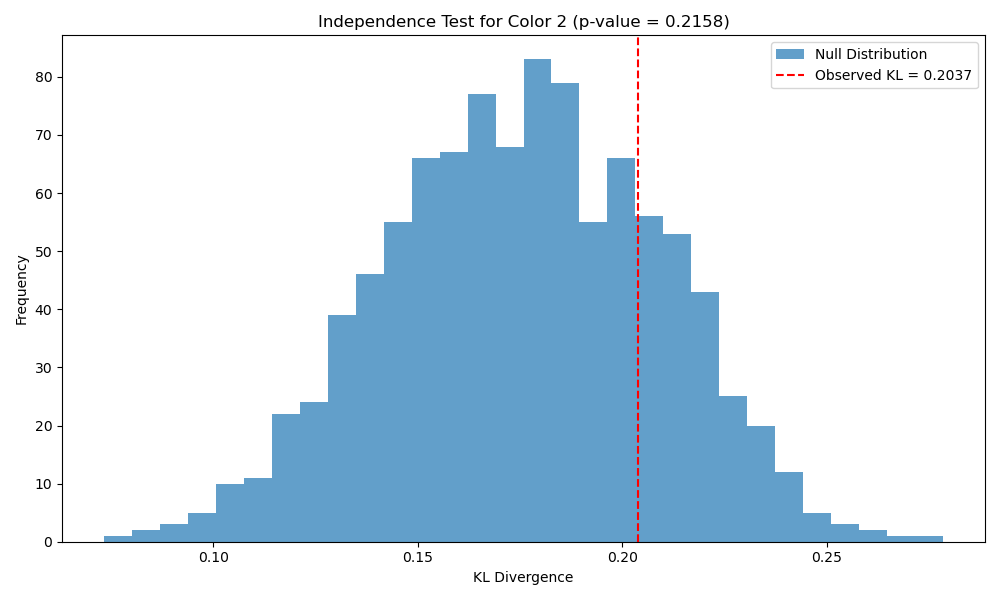 Independence Test for Color 2 (p-value = 0.2158)
Null Distribution
Observed KL = 0.2037
80
70
60
50
40
30
20
10
0
Frequency
0.10 0.15 0.20 0.25
KL Divergence